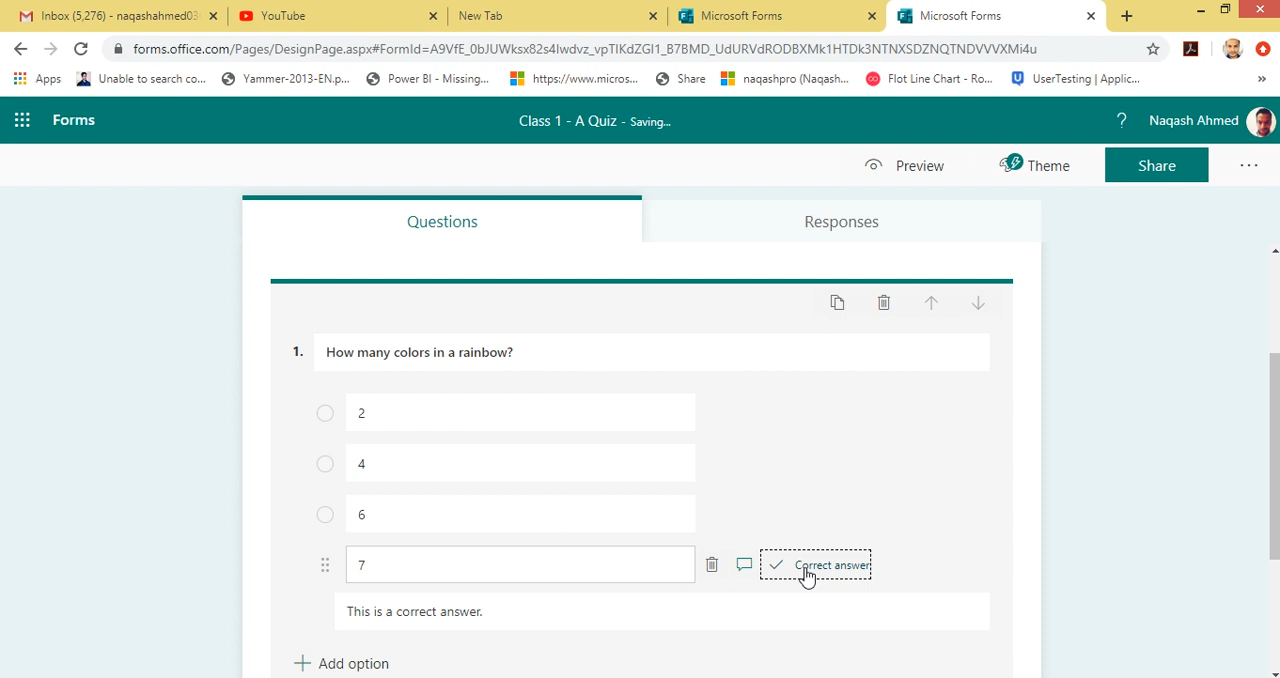 Inbox (5,276) - naqashahmed03
YouTube
New Tab
Microsoft Forms
Microsoft Forms
forms.office.com/Pages/DesignPage.aspx#FormId=A9VfE_0bJUWksx82s4Iwdvz_vpTIKdZGI1_B7BMD_UdURVdRODBXMk1HTDk3NTNXSDZNQTNDVVVXMi4u
Apps
Unable to search co...
Yammer-2013-EN.p...
Power BI - Missing...
https://www.micros...
Share
naqashpro (Naqash...
Flot Line Chart - Ro...
UserTesting | Applic...
»
Forms
Class 1 - A Quiz - Saving...
?
Naqash Ahmed
Preview
Theme
Share
...
Questions
Responses
1. How many colors in a rainbow?
2
4
6
7
Correct answer
This is a correct answer.
Add option